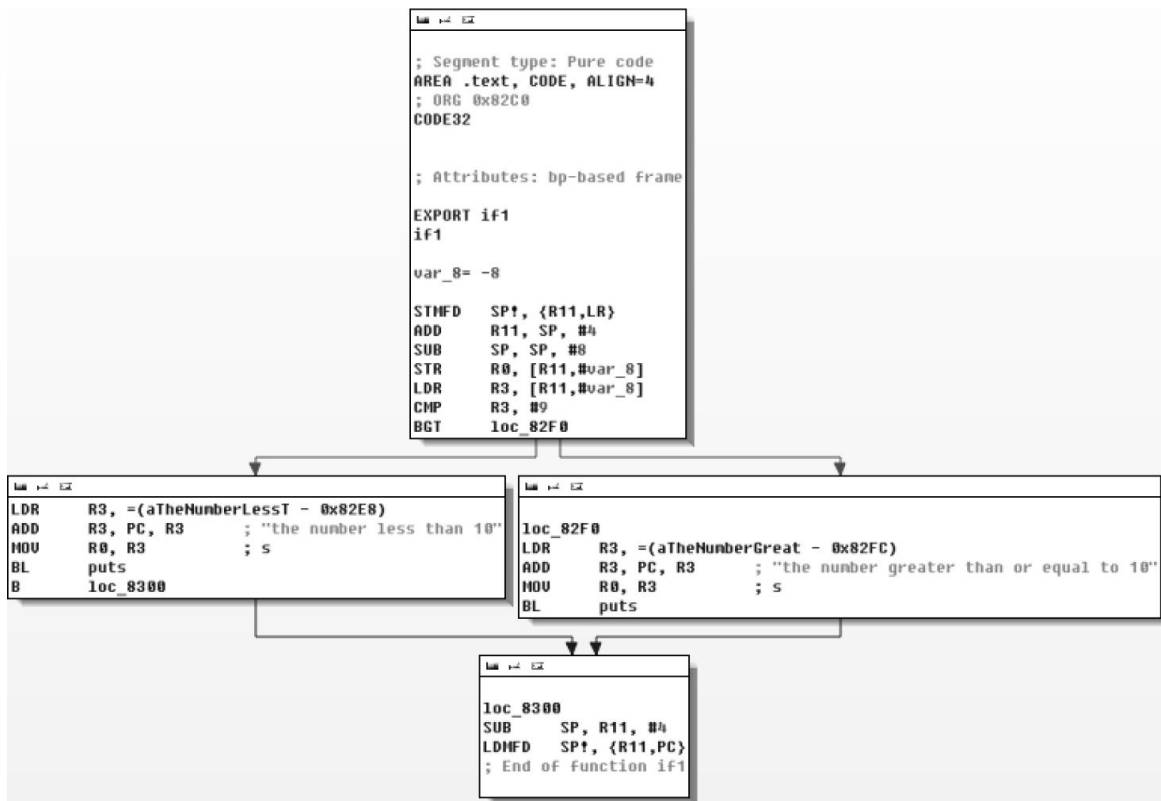 ; Segment type: Pure code
AREA .text, CODE, ALIGN=4
; ORG 0x82C0
CODE32
; Attributes: bp-based frame
EXPORT if1
if1
var_8= -8
STMFD SP!, {R11,LR}
ADD R11, SP, #4
SUB SP, SP, #8
STR R0, [R11,#var_8]
LDR R3, [R11,#var_8]
CMP R3, #9
BGT loc_82F0
LDR R3, =(aTheNumberLessT - 0x82E8)
ADD R3, PC, R3 ; "the number less than 10"
MOV R0, R3 ; s
BL puts
B loc_8300
loc_82F0
LDR R3, =(aTheNumberGreat - 0x82FC)
ADD R3, PC, R3 ; "the number greater than or equal to 10"
MOV R0, R3 ; s
BL puts
loc_8300
SUB SP, R11, #4
LDMFD SP!, {R11,PC}
; End of function if1